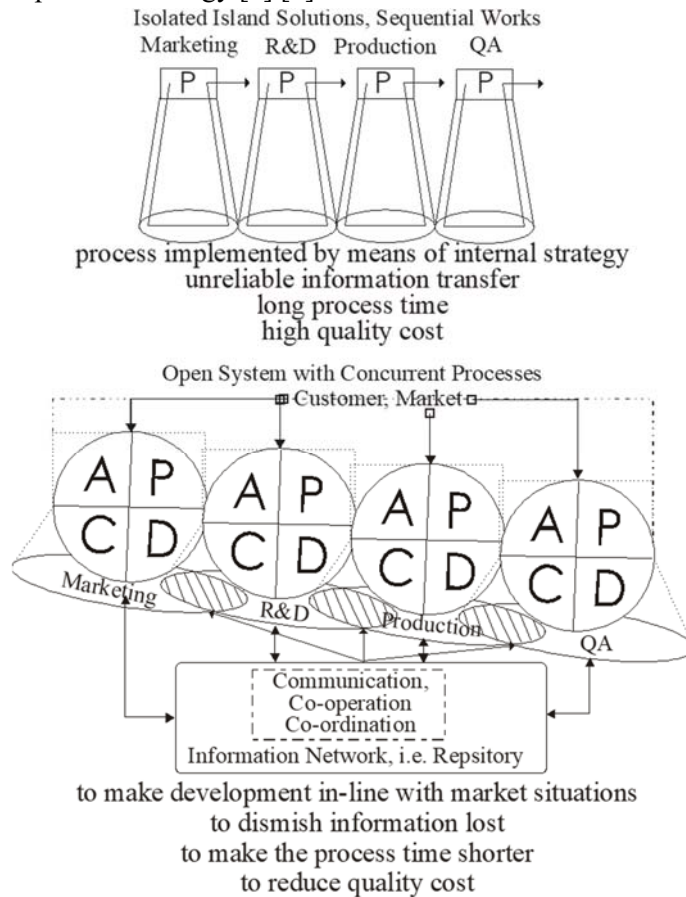 Isolated Island Solutions, Sequential Works
Marketing R&D Production QA
P P P P
process implemented by means of internal strategy
unreliable information transfer
long process time
high quality cost
Open System with Concurrent Processes
Customer, Market
A P A P A P A P
C D C D C D C D
Marketing
R&D
Production
QA
Communication,
Co-operation
Co-ordination
Information Network, i.e. Repsitory
to make development in-line with market situations
to dismish information lost
to make the process time shorter
to reduce quality cost